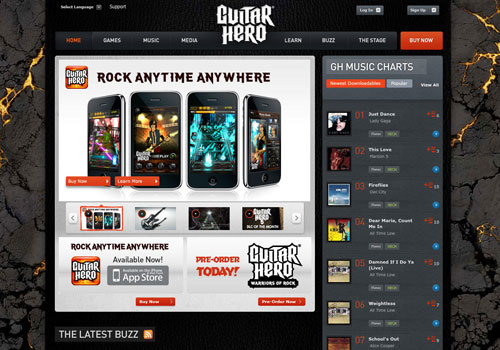 Select Language
Support
GUITAR HERO
Log In
Sign Up
HOME
GAMES
MUSIC
MEDIA
LEARN
BUZZ
THE STAGE
BUY NOW
GUITAR HERO
ROCK ANYTIME ANYWHERE
Buy Now
Learn More
DLC OF THE MONTH
ROCK ANYTIME ANYWHERE
GUITAR HERO
Available Now!
Available on the iPhone
App Store
Buy Now
PRE-ORDER
TODAY!
GUITAR HERO
WARRIORS OF ROCK
Pre-Order Now
THE LATEST BUZZ
GH MUSIC CHARTS
Newest Downloadables
Popular
View All
01
Just Dance
Lady Gaga
02
This Love
Maroon 5
03
Fireflies
Owl City
04
Dear Maria, Count
Me In
All Time Low
05
Damned If I Do Ya
(Live)
All Time Low
06
Weightless
All Time Low
07
School's Out
Alice Cooper